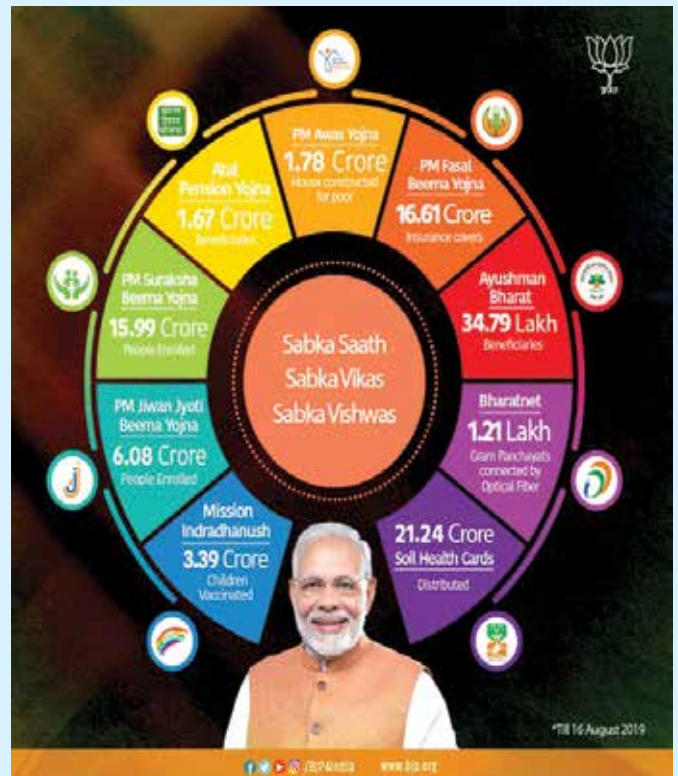 PM Awas Yojna
1.78 Crore
House constructed
for poor
PM Fasal
Beema Yojna
16.61 Crore
Insurance covers
Ayushman
Bharat
34.79 Lakh
Beneficiaries
Bharatnet
1.21 Lakh
Gram Panchayats
connected by
Optical Fiber
21.24 Crore
Soil Health Cards
Distributed
Mission
Indradhanush
3.39 Crore
Children
Vaccinated
PM Jiwan Jyoti
Beema Yojna
6.08 Crore
People Enrolled
PM Suraksha
Beema Yojna
15.99 Crore
People Enrolled
Atal
Pension Yojna
1.67 Crore
Beneficiaries
Sabka Saath
Sabka Vikas
Sabka Vishwas
*Till 16 August 2019
/BJP4India www.bjp.org